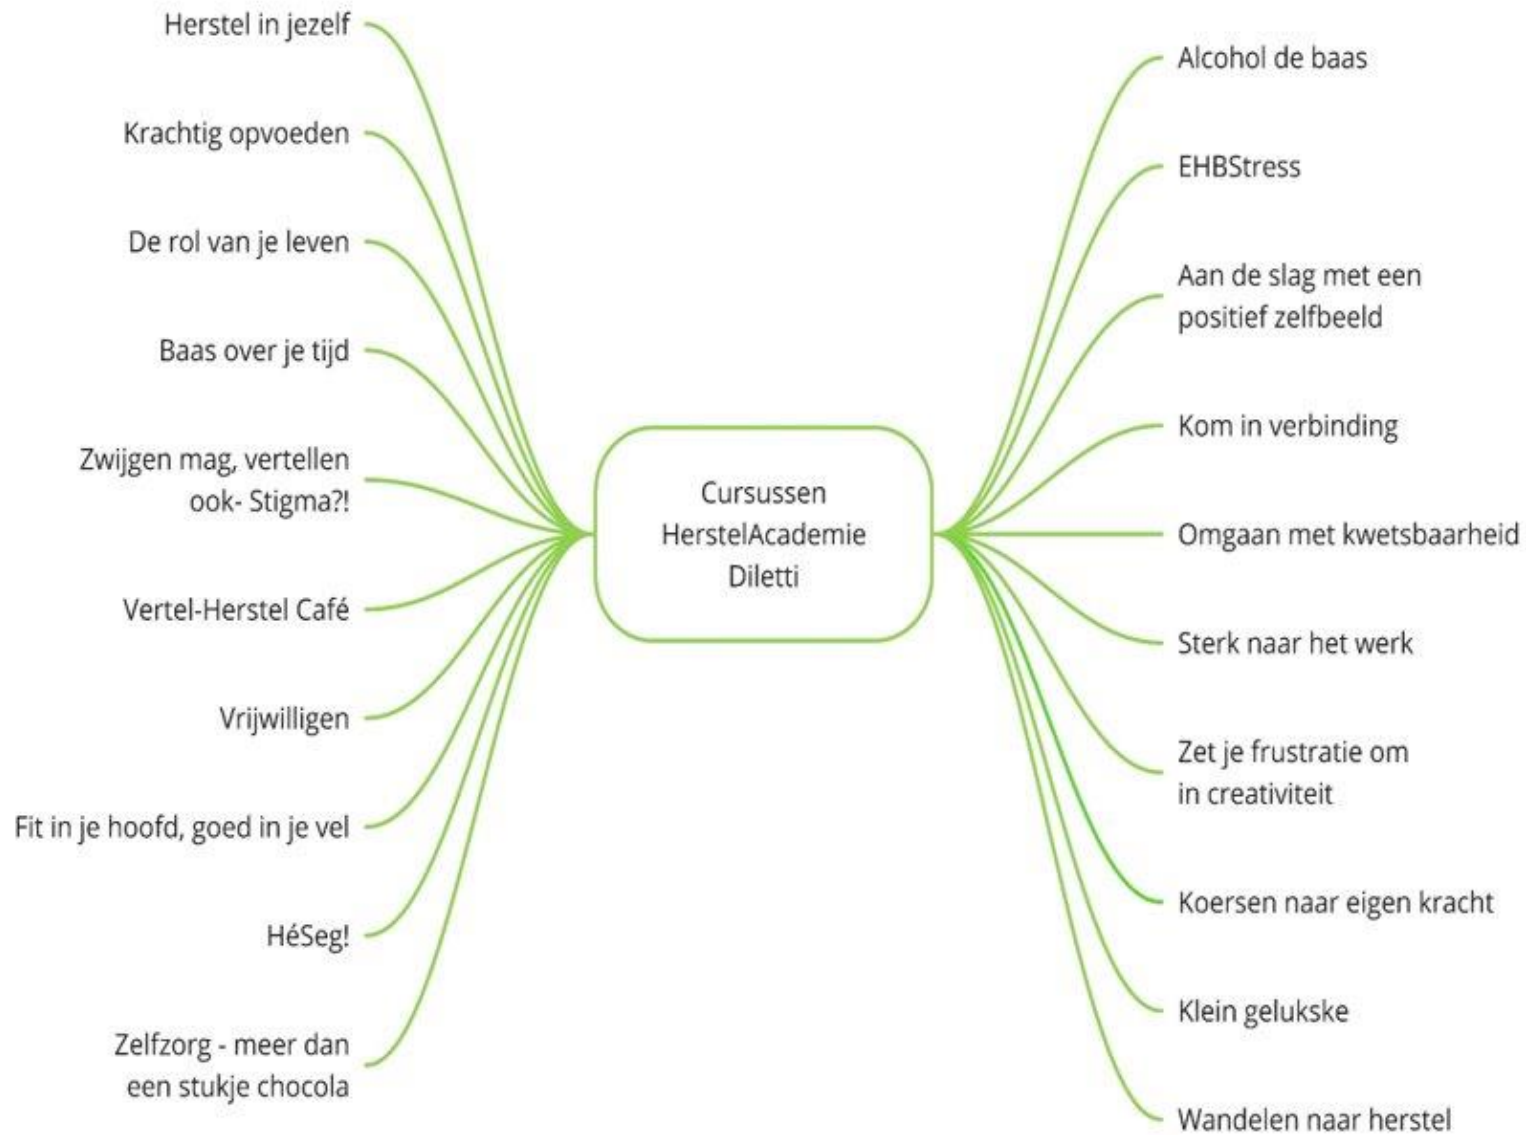 Herstel in jezelf
Krachtig opvoeden
De rol van je leven
Baas over je tijd
Zwijgen mag, vertellen
ook- Stigma?!
Vertel-Herstel Café
Vrijwilligen
Fit in je hoofd, goed in je vel
HéSeg!
Zelfzorg - meer dan
een stukje chocola
Cursussen
HerstelAcademie
Diletti
Alcohol de baas
EHBStress
Aan de slag met een
positief zelfbeeld
Kom in verbinding
Omgaan met kwetsbaarheid
Sterk naar het werk
Zet je frustratie om
in creativiteit
Koersen naar eigen kracht
Klein gelukske
Wandelen naar herstel